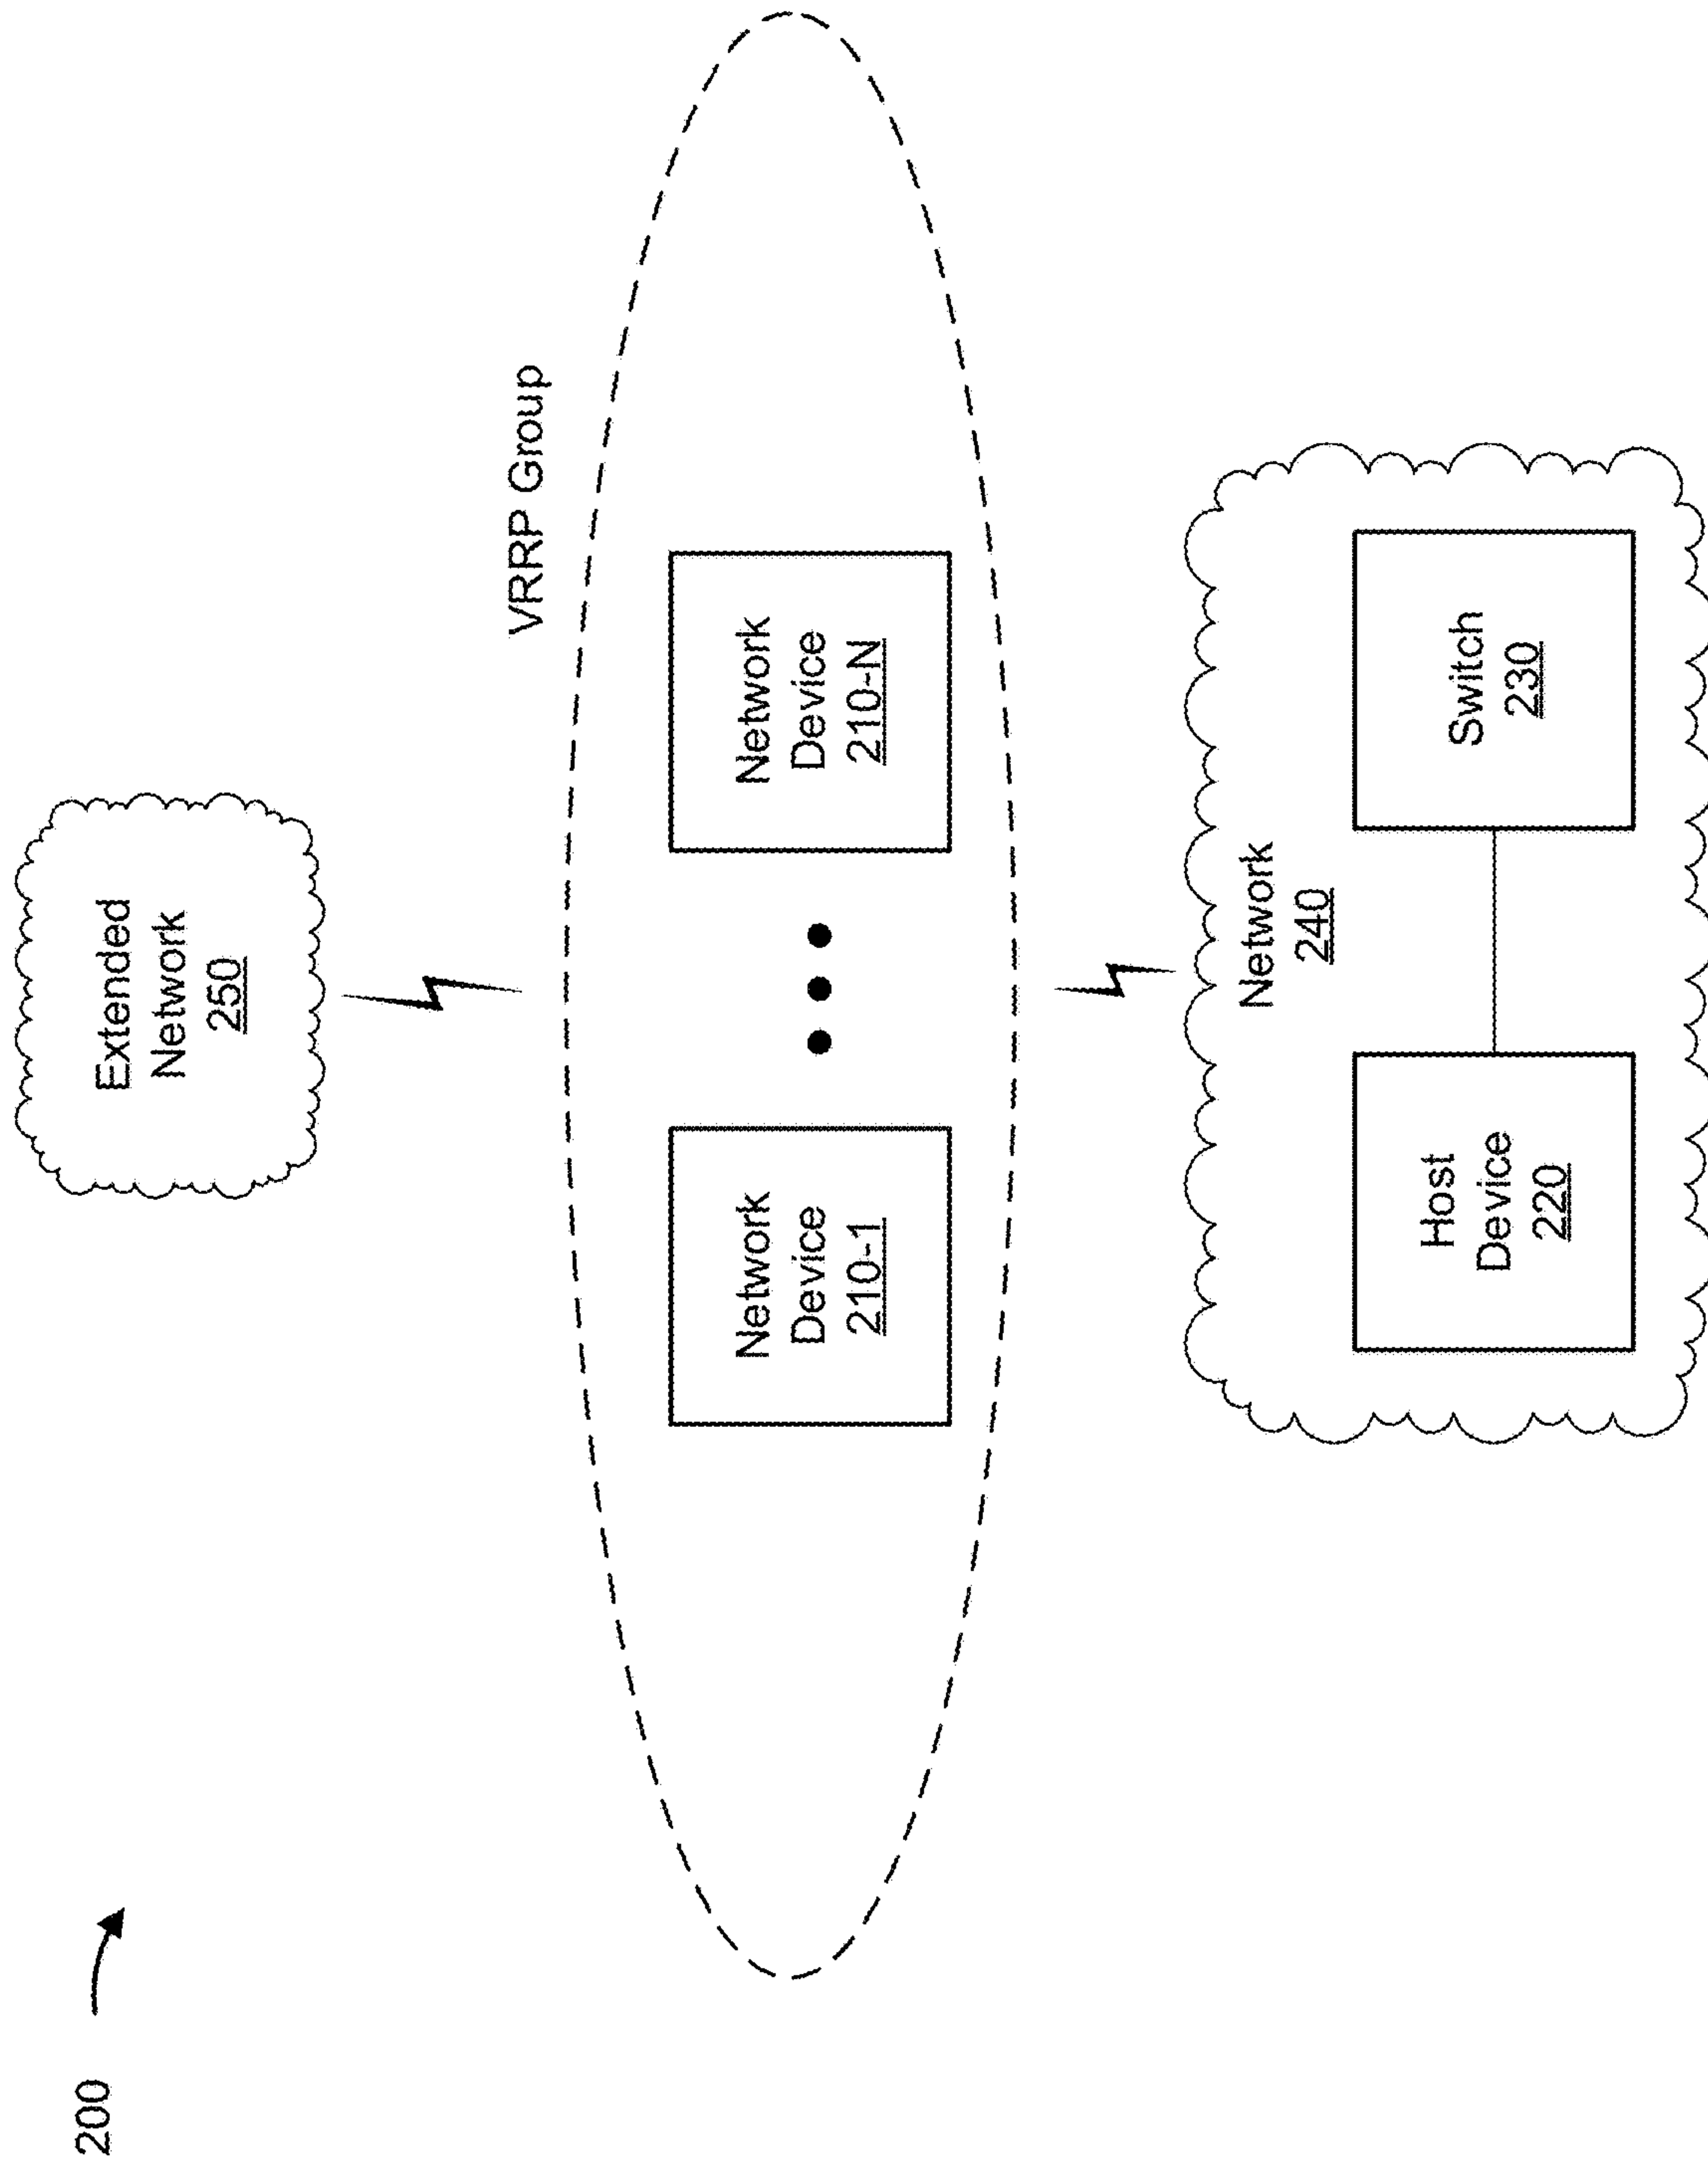 200
Extended
Network
250
VRRP Group
Network
Device
210-1
Network
Device
210-N
Network
240
Host
Device
220
Switch
230